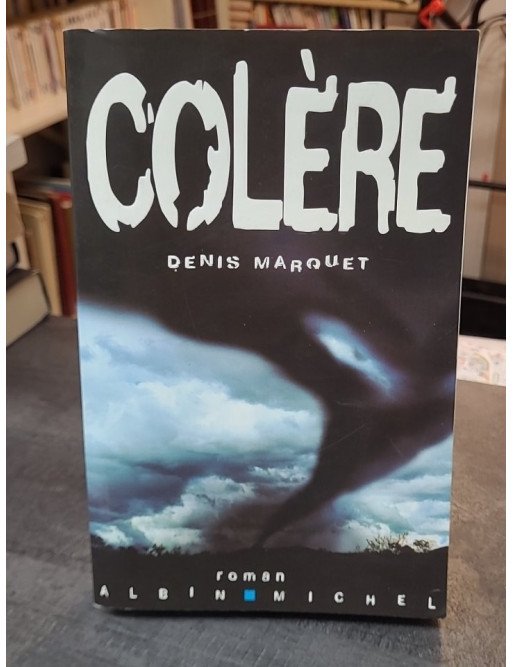 COLÈRE
DENIS MARQUET
roman
ALBIN MICHEL